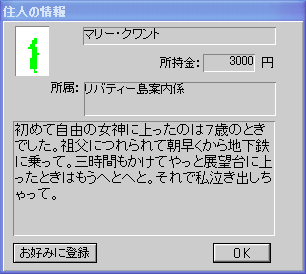 住人の情報
マリー・クワント
所持金: 3000 円
所属: リバティー島案内係
初めて自由の女神に上ったのは7歳のとき
でした。祖父につれられて朝早くから地下鉄
に乗って。三時間もかけてやっと展望台に上
ったときはもうへとへと。それで私泣き出しち
ゃって。
お好みに登録
OK